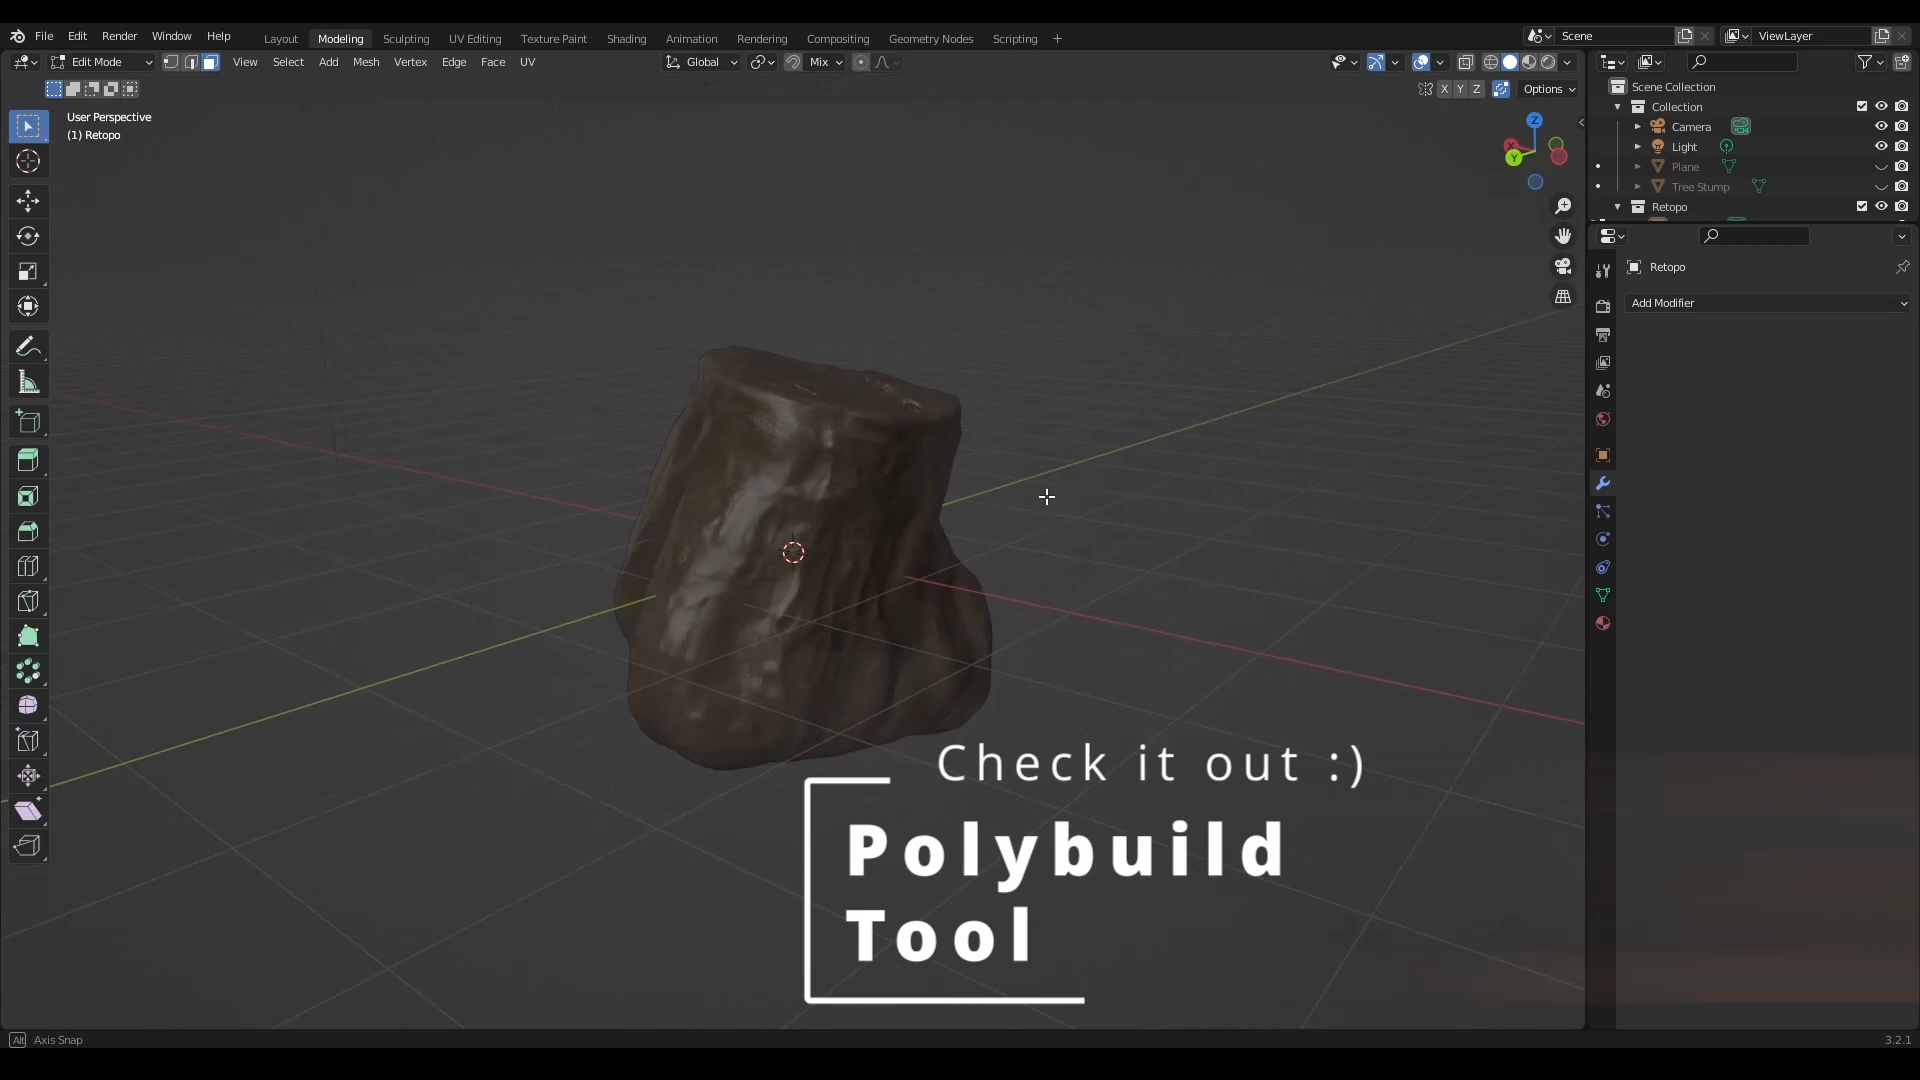 File Edit Render Window Help Layout Modeling Sculpting UV Editing Texture Paint Shading Animation Rendering Compositing Geometry Nodes Scripting + Scene ViewLayer
Edit Mode View Select Add Mesh Vertex Edge Face UV Global Mix
X Y Z Options
User Perspective
(1) Retopo
Z
X
Y
Scene Collection
Collection
Camera
Light
Plane
Tree Stump
Retopo
Retopo
Add Modifier
Check it out :)
Polybuild
Tool
Alt Axis Snap
3.2.1